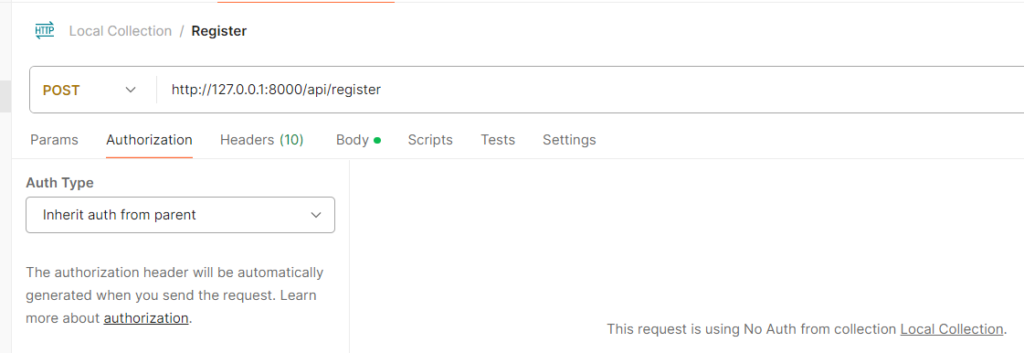 HTTP Local Collection / Register
POST http://127.0.0.1:8000/api/register
Params Authorization Headers (10) Body Scripts Tests Settings
Auth Type
Inherit auth from parent
The authorization header will be automatically
generated when you send the request. Learn
more about authorization.
This request is using No Auth from collection Local Collection.